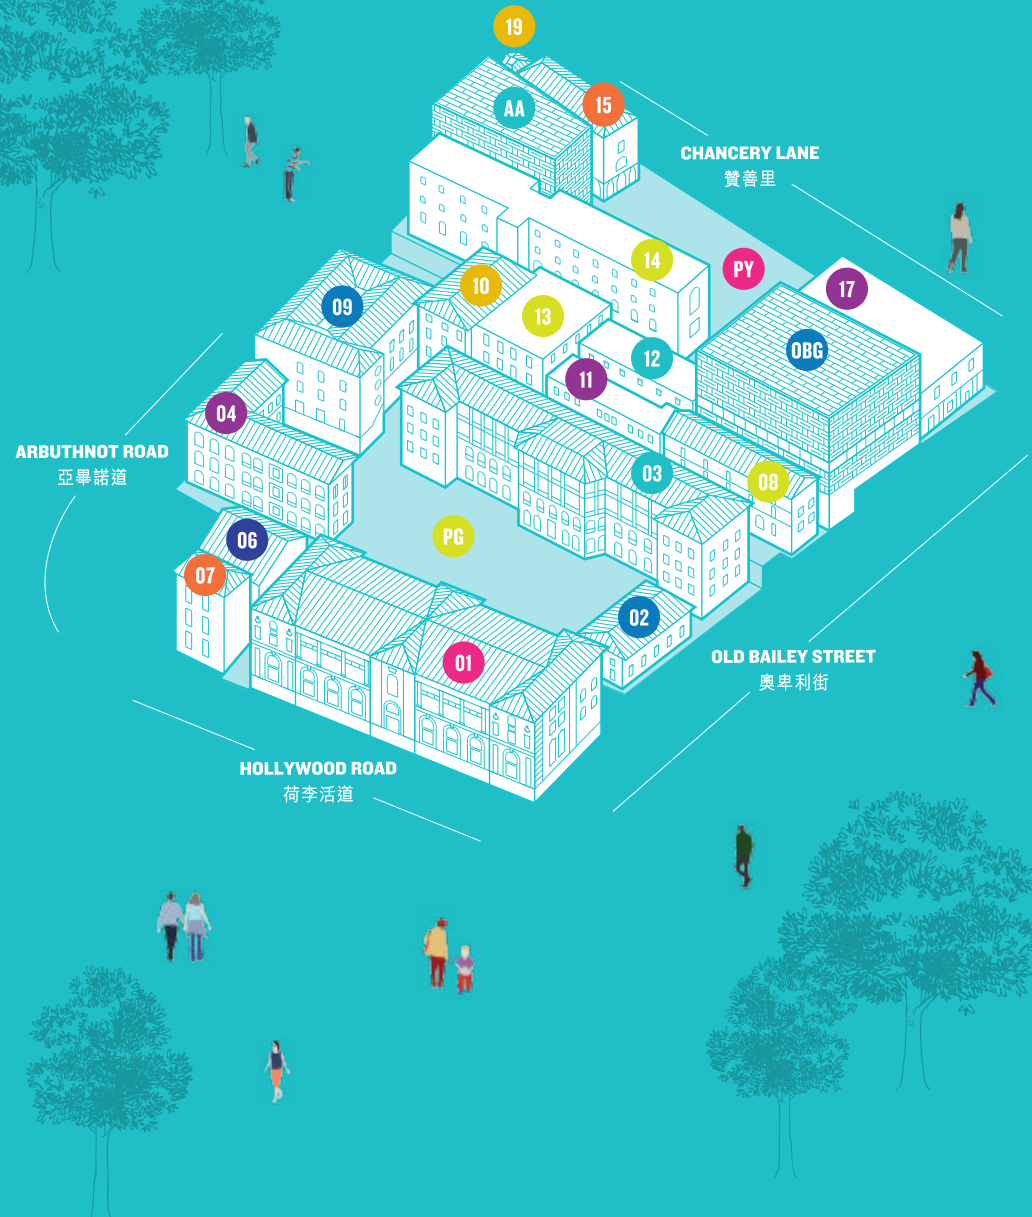 19
AA
15
CHANCERY LANE
贊善里
14
PY
17
10
09
13
OBG
12
11
04
ARBUTHNOT ROAD
亞畢諾道
03
08
PG
06
07
02
01
OLD BAILEY STREET
奧卑利街
HOLLYWOOD ROAD
荷李活道